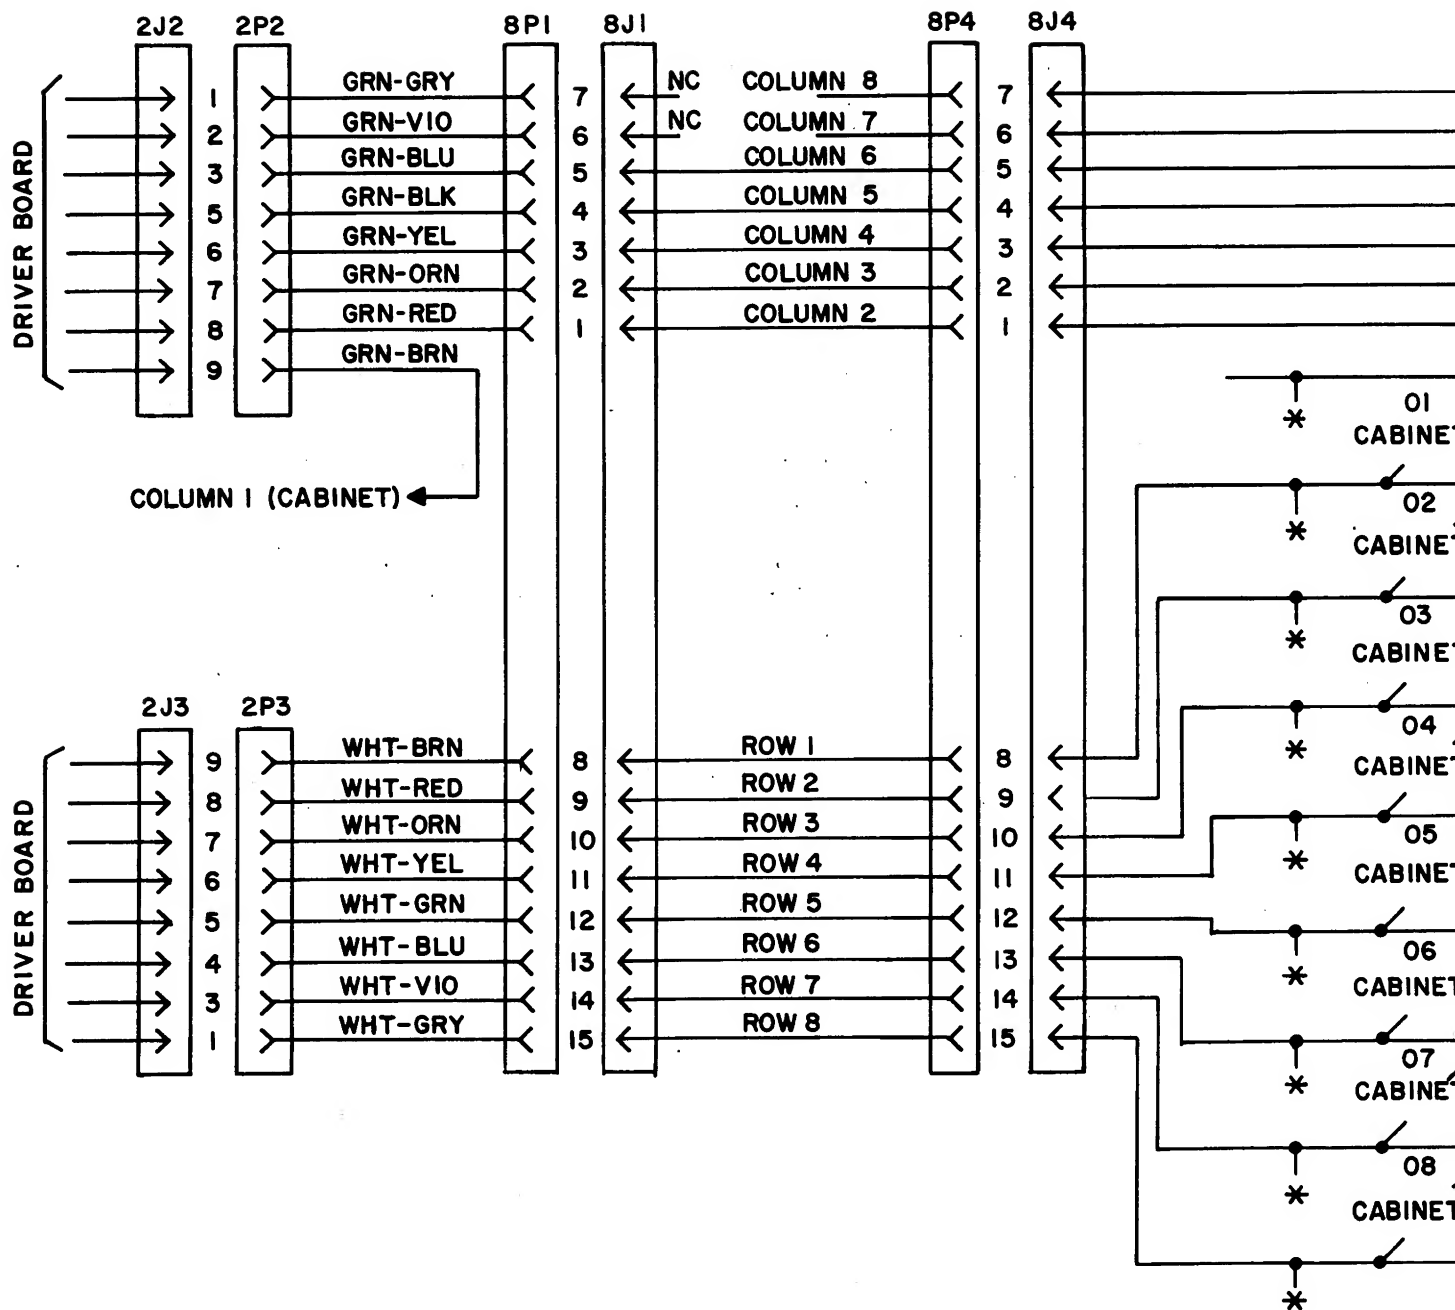 2J2 2P2 8P1 8J1 8P4 8J4
1 GRN-GRY 7 NC COLUMN 8 7
2 GRN-VIO 6 NC COLUMN 7 6
3 GRN-BLU 5 COLUMN 6 5
5 GRN-BLK 4 COLUMN 5 4
6 GRN-YEL 3 COLUMN 4 3
7 GRN-ORN 2 COLUMN 3 2
8 GRN-RED 1 COLUMN 2 1
9 GRN-BRN
DRIVER BOARD
COLUMN 1 (CABINET)
01
CABINET
02
CABINET
03
CABINET
04
CABINET
05
CABINET
06
CABINET
07
CABINET
08
CABINET
2J3 2P3
9 WHT-BRN 8 ROW 1 8
8 WHT-RED 9 ROW 2 9
7 WHT-ORN 10 ROW 3 10
6 WHT-YEL 11 ROW 4 11
5 WHT-GRN 12 ROW 5 12
4 WHT-BLU 13 ROW 6 13
3 WHT-VIO 14 ROW 7 14
1 WHT-GRY 15 ROW 8 15
DRIVER BOARD